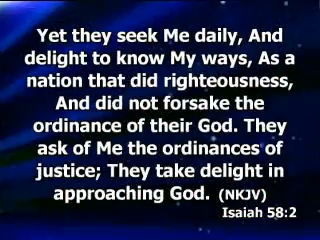 Yet they seek Me daily, And
delight to know My ways, As a
nation that did righteousness,
And did not forsake the
ordinance of their God. They
ask of Me the ordinances of
justice; They take delight in
approaching God. (NKJV)
Isaiah 58:2